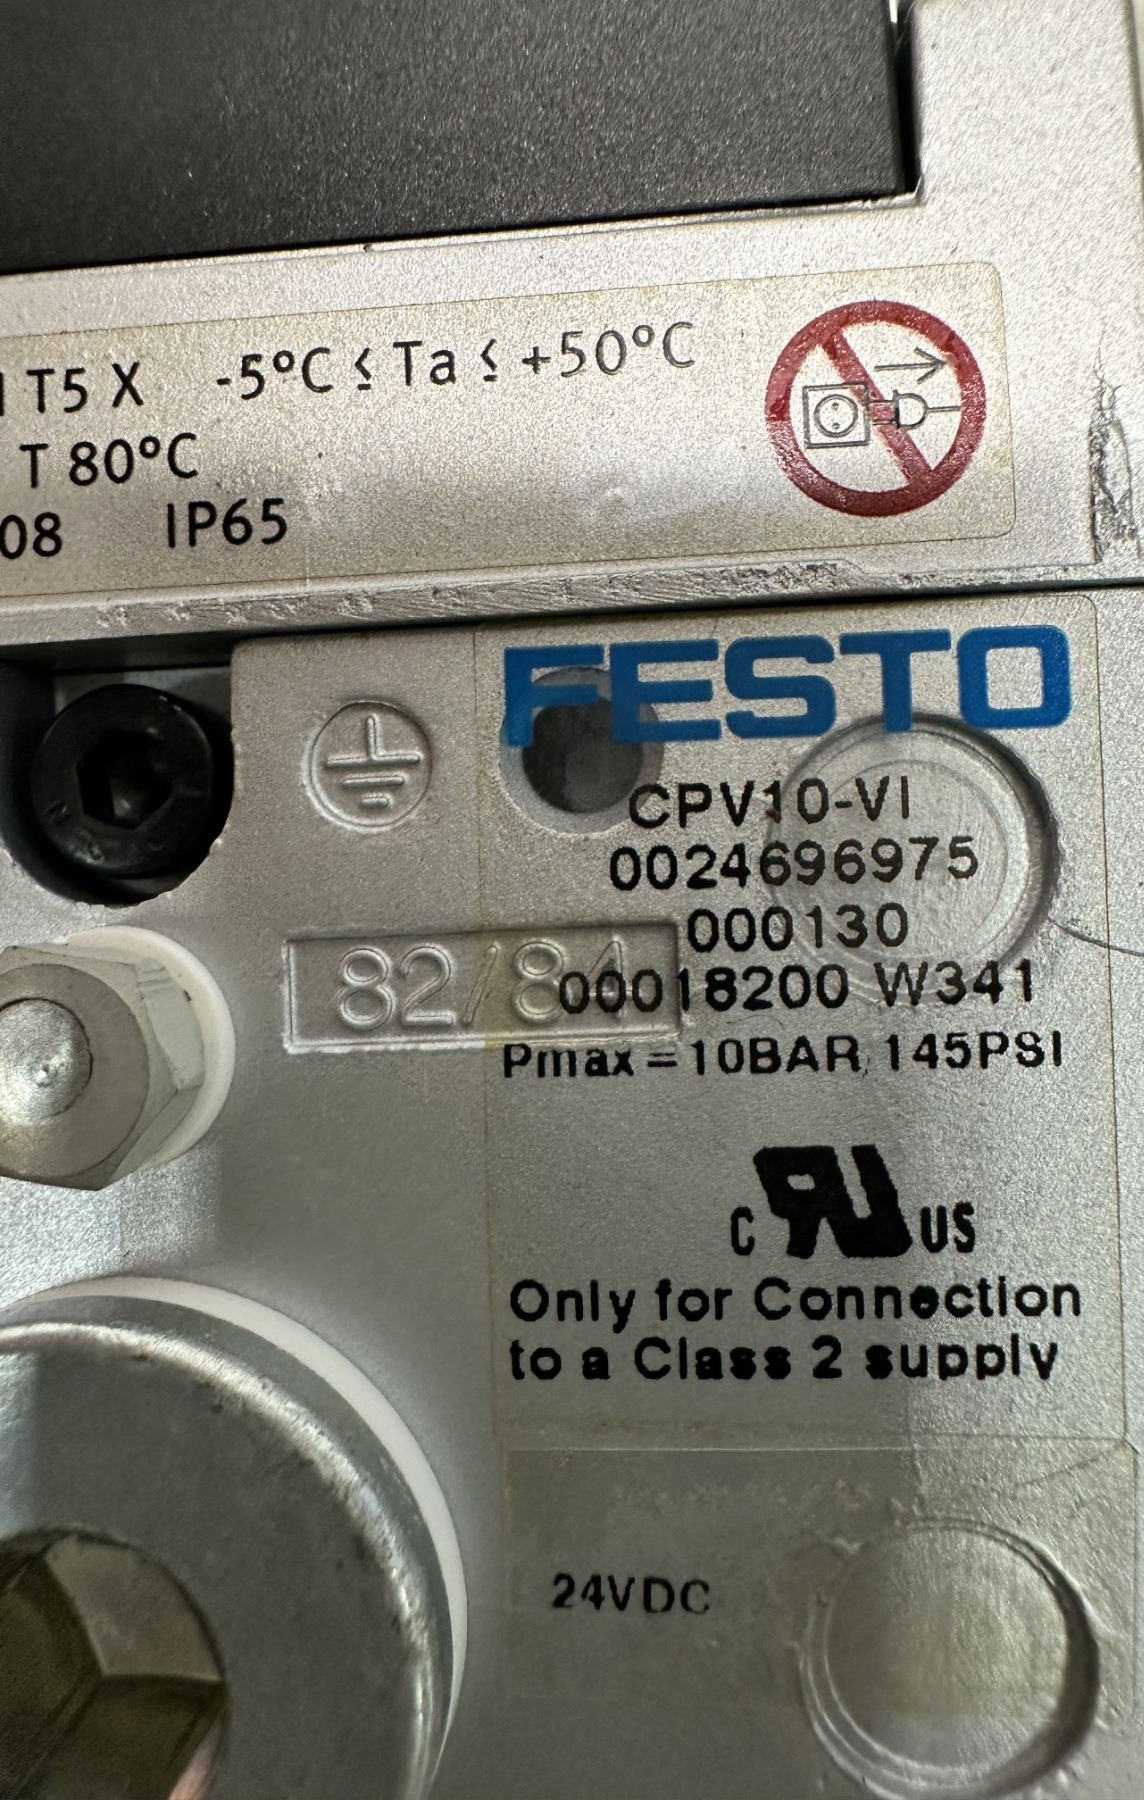 T5 X -5°C ≤ Ta ≤ +50°C
T 80°C
08 IP65
FESTO
CPV10-VI
0024696975
000130
82/84
00018200 W341
Pmax = 10BAR 145PSI
c RU US
Only for Connection
to a Class 2 supply
24VDC